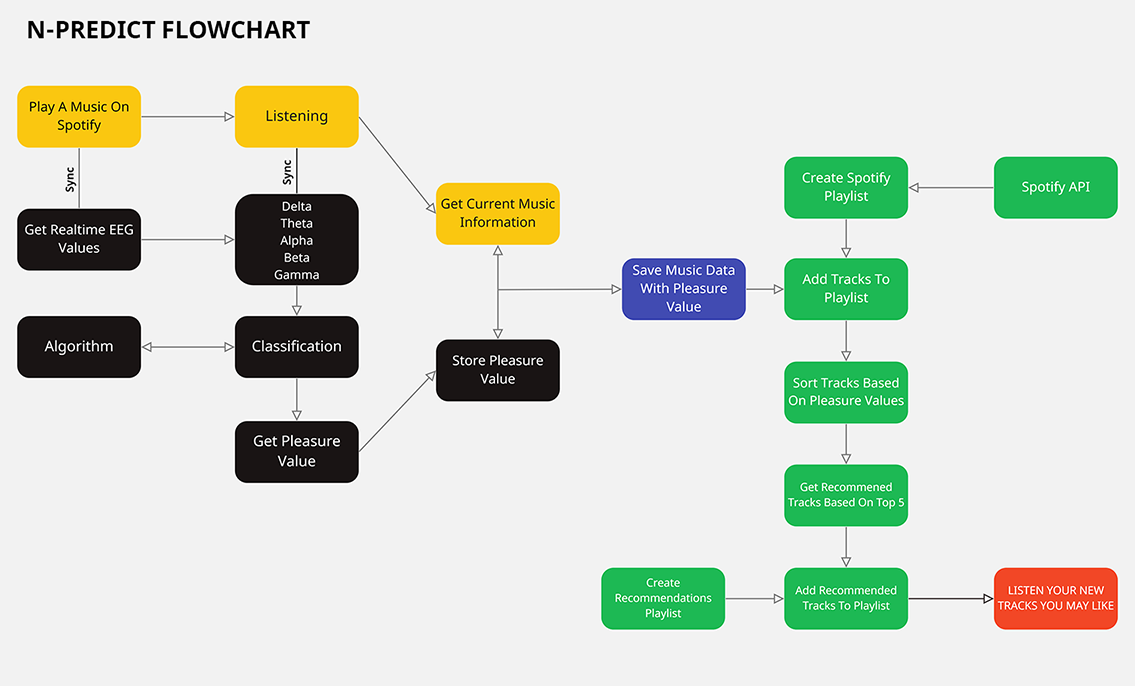 N-PREDICT FLOWCHART
Play A Music On
Spotify
Listening
Sync
Sync
Get Realtime EEG
Values
Delta
Theta
Alpha
Beta
Gamma
Algorithm
Classification
Get Pleasure
Value
Get Current Music
Information
Store Pleasure
Value
Save Music Data
With Pleasure
Value
Create Spotify
Playlist
Spotify API
Add Tracks To
Playlist
Sort Tracks Based
On Pleasure Values
Get Recommened
Tracks Based On Top 5
Create
Recommendations
Playlist
Add Recommended
Tracks To Playlist
LISTEN YOUR NEW
TRACKS YOU MAY LIKE